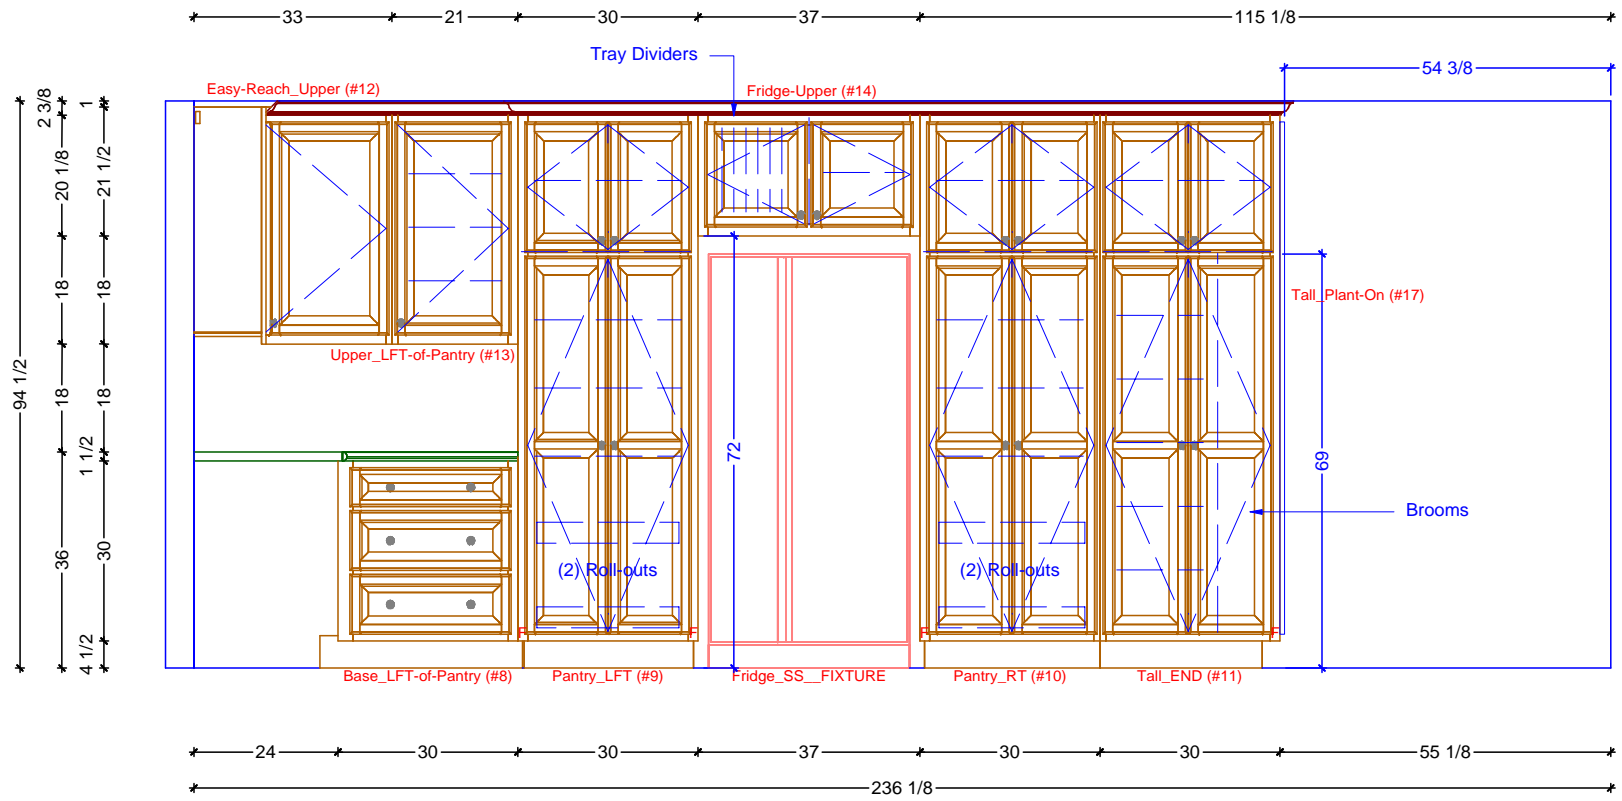 33
21
30
37
115 1/8
Tray Dividers
54 3/8
Easy-Reach_Upper (#12)
Fridge-Upper (#14)
2 3/8
1
20 1/8
21 1/2
Tall_Plant-On (#17)
18
18
Upper_LFT-of-Pantry (#13)
94 1/2
18
18
72
69
1 1/2
Brooms
36
30
(2) Roll-outs
(2) Roll-outs
F
F
F
F
4 1/2
Base_LFT-of-Pantry (#8)
Pantry_LFT (#9)
Fridge_SS__FIXTURE
Pantry_RT (#10)
Tall_END (#11)
24
30
30
37
30
30
55 1/8
236 1/8